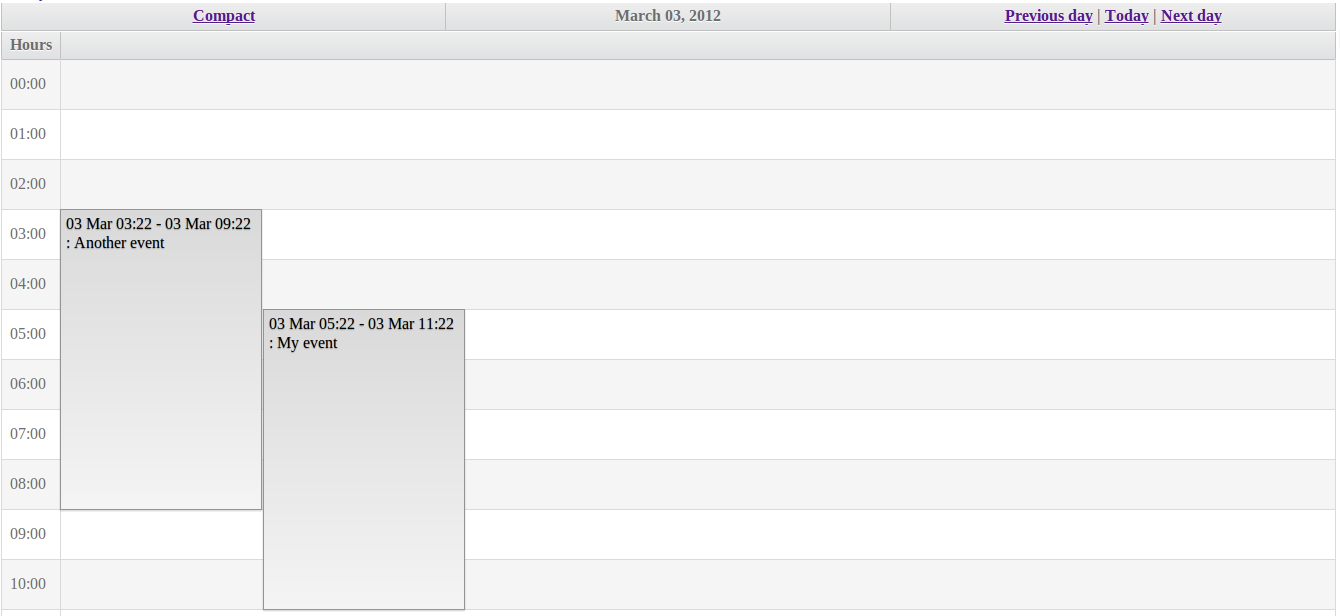 Compact
March 03, 2012
Previous day | Today | Next day
Hours
00:00
01:00
02:00
03:00
03 Mar 03:22 - 03 Mar 09:22
: Another event
04:00
05:00
03 Mar 05:22 - 03 Mar 11:22
: My event
06:00
07:00
08:00
09:00
10:00